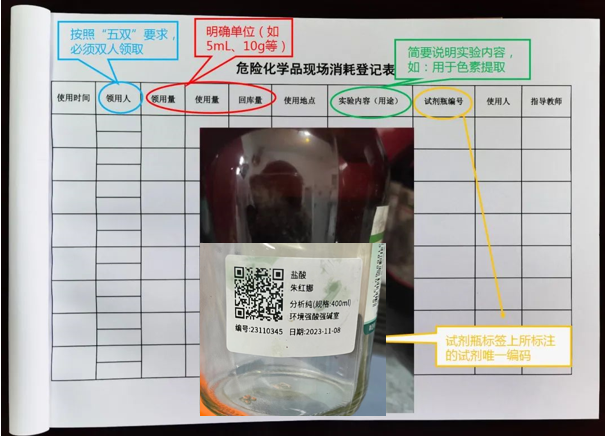 按照“五双”要求，
必须双人领取
明确单位（如
5mL、10g等）
简要说明实验内容，
如：用于色素提取
危险化学品现场消耗登记表
使用时间 领用人 领用量 使用量 回库量 使用地点 实验内容（用途） 试剂瓶编号 使用人 指导教师
盐酸
朱红娜
分析纯(规格:400ml)
环境强酸强碱室
编号:23110345 日期:2023-11-08
试剂瓶标签上所标注
的试剂唯一编码